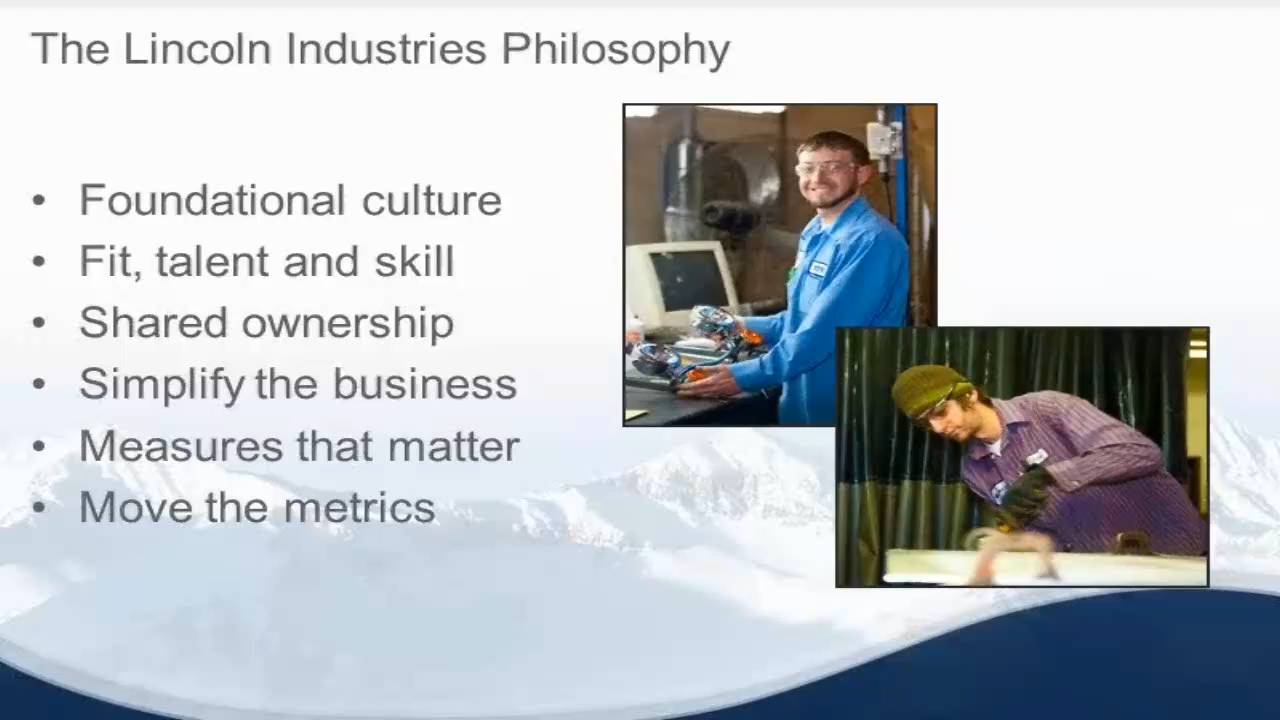 The Lincoln Industries Philosophy
• Foundational culture
• Fit, talent and skill
• Shared ownership
• Simplify the business
• Measures that matter
• Move the metrics